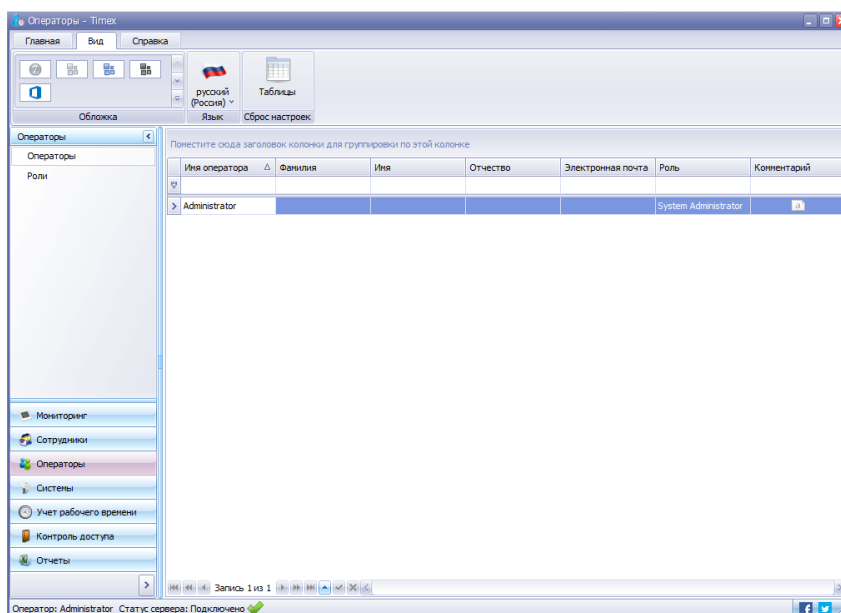 Операторы - Timex
Главная Вид Справка
русский (Россия)
Таблицы
Обложка Язык Сброс настроек
Операторы
Операторы
Роли
Поместите сюда заголовок колонки для группировки по этой колонке
Имя оператора Фамилия Имя Отчество Электронная почта Роль Комментарий
Administrator System Administrator a
Мониторинг
Сотрудники
Операторы
Системы
Учет рабочего времени
Контроль доступа
Отчеты
Запись 1 из 1
Оператор: Administrator Статус сервера: Подключено